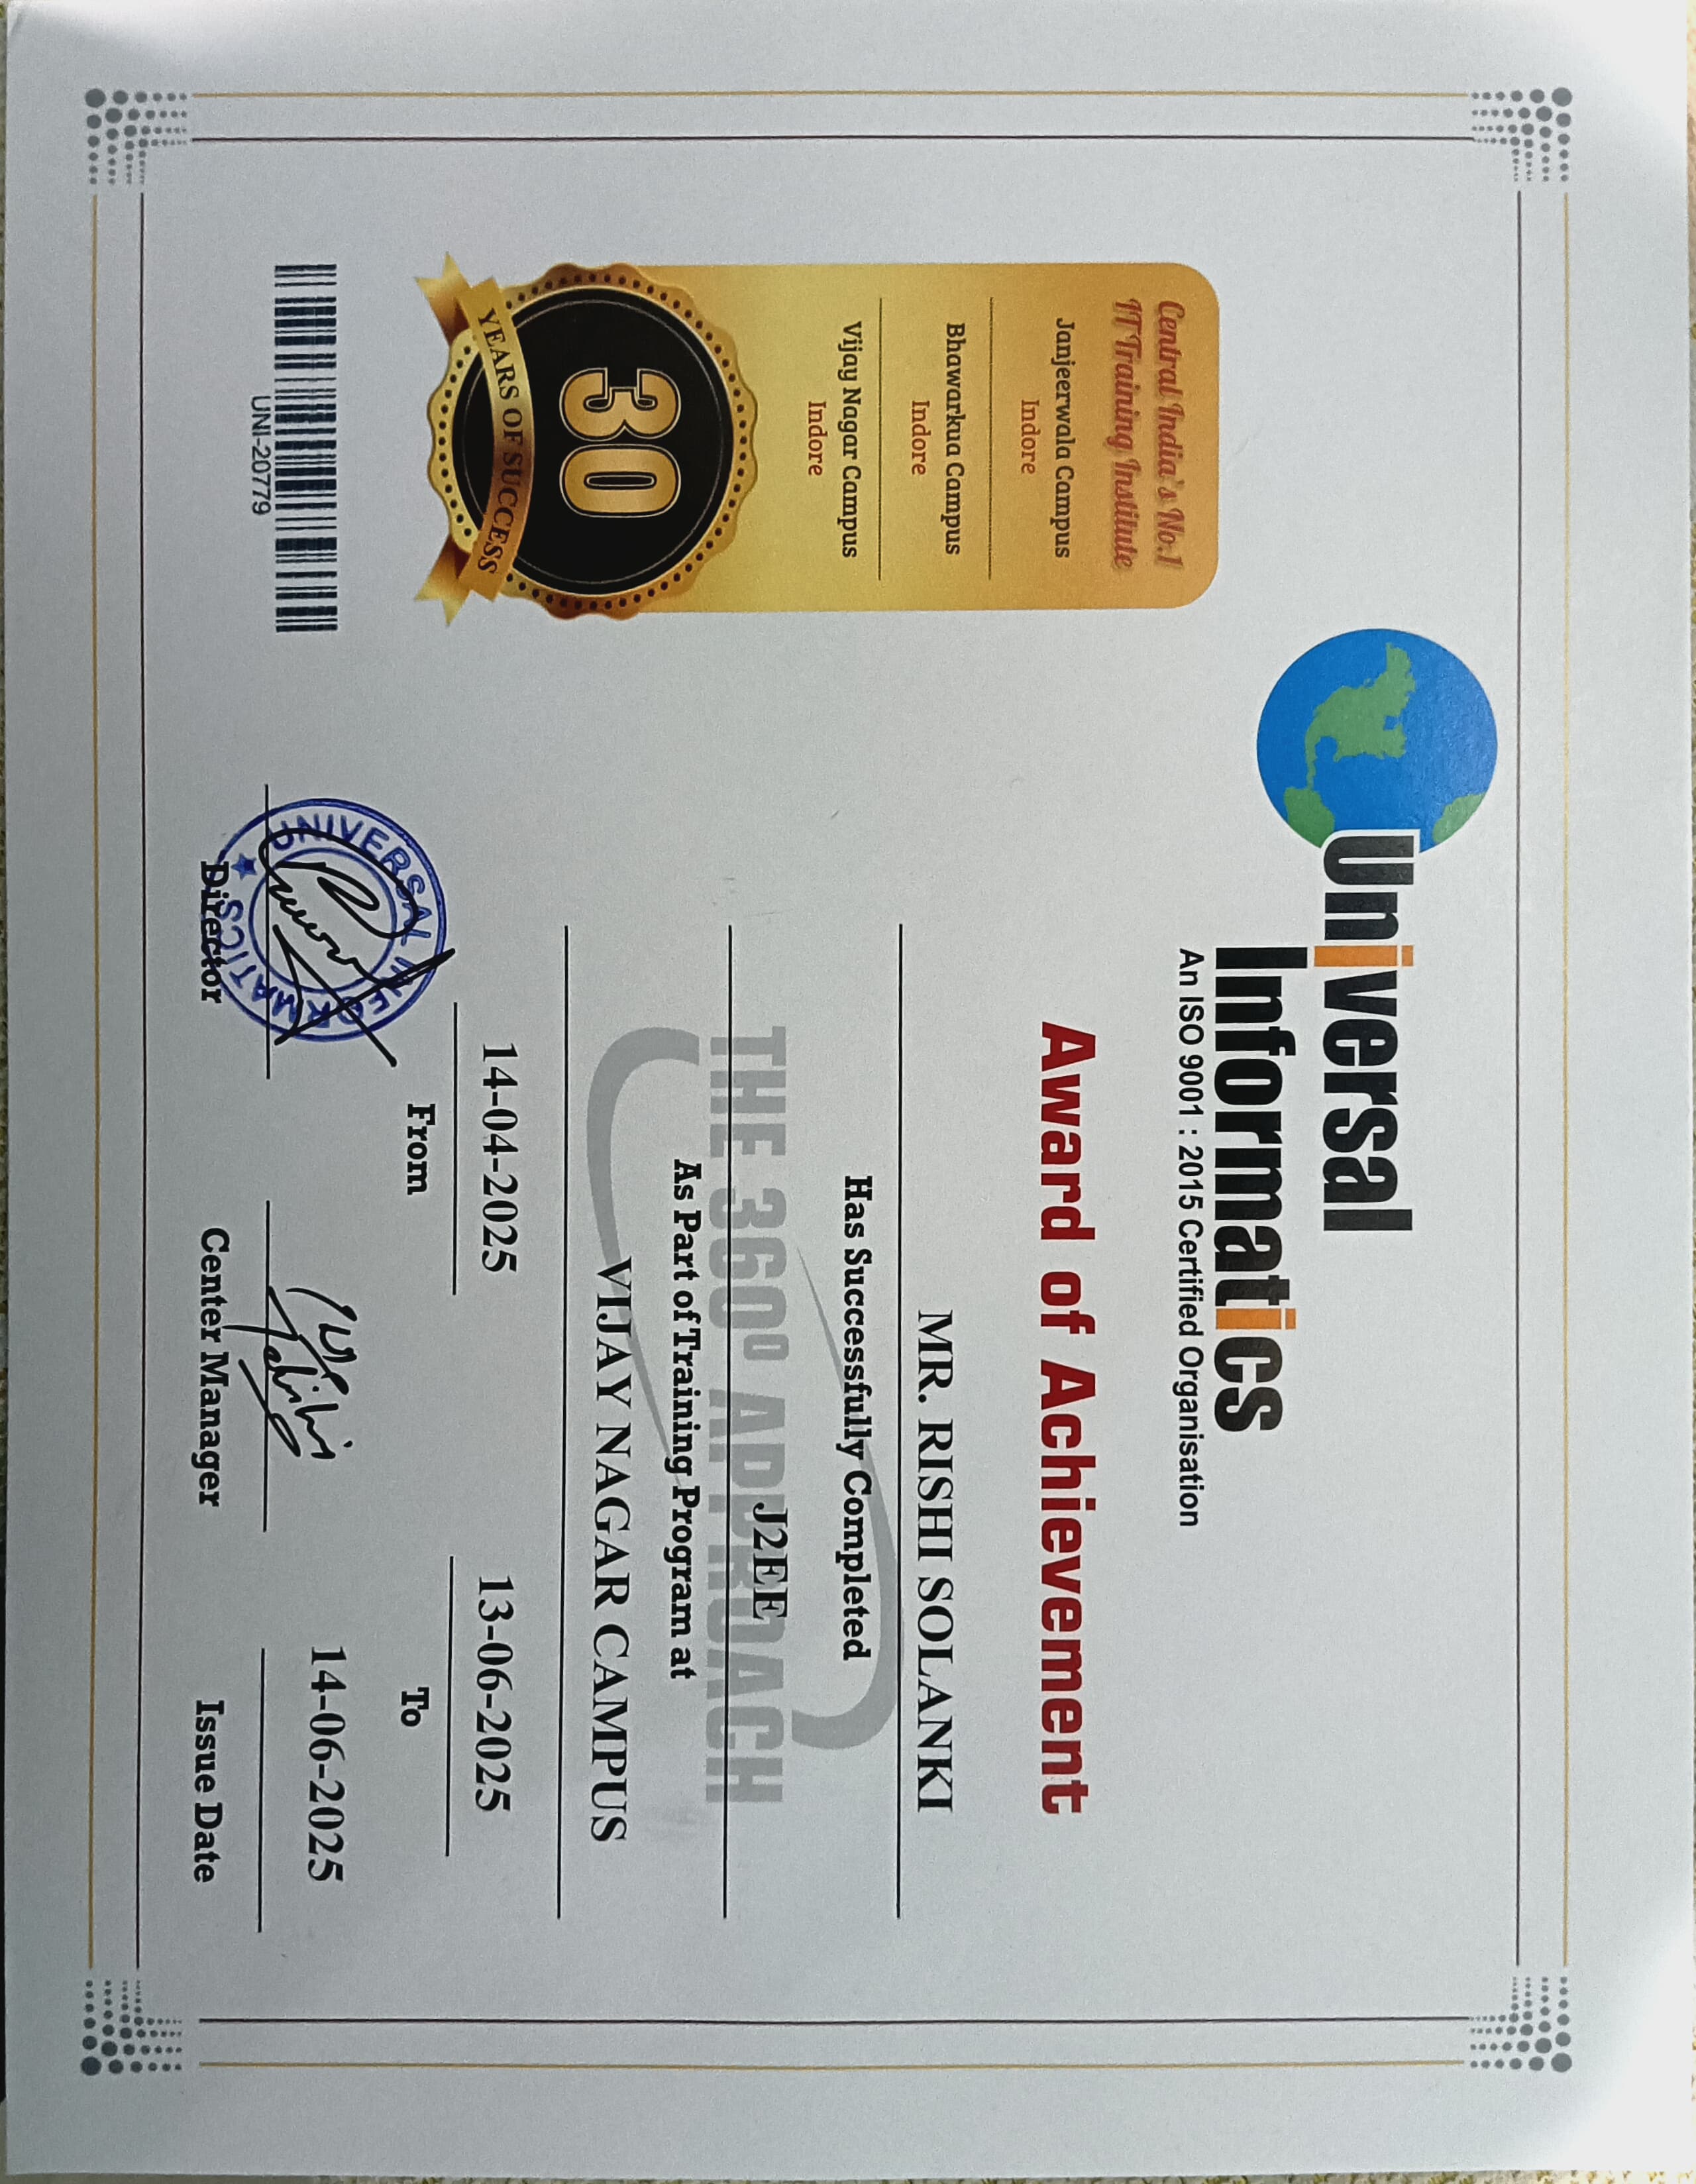 Universal
Informatics
An ISO 9001 : 2015 Certified Organisation
Central India's No.1
IT Training Institute
Janjeerwala Campus
Indore
Bhawarkua Campus
Indore
Vijay Nagar Campus
Indore
30
YEARS OF SUCCESS
Award of Achievement
MR. RISHI SOLANKI
Has Successfully Completed
J2EE
THE 360⁰ APPROACH
As Part of Training Program at
VIJAY NAGAR CAMPUS
14-04-2025 13-06-2025
From To
UNIVERSAL INFORMATICS
14-06-2025
UNI-20779
Director Center Manager Issue Date